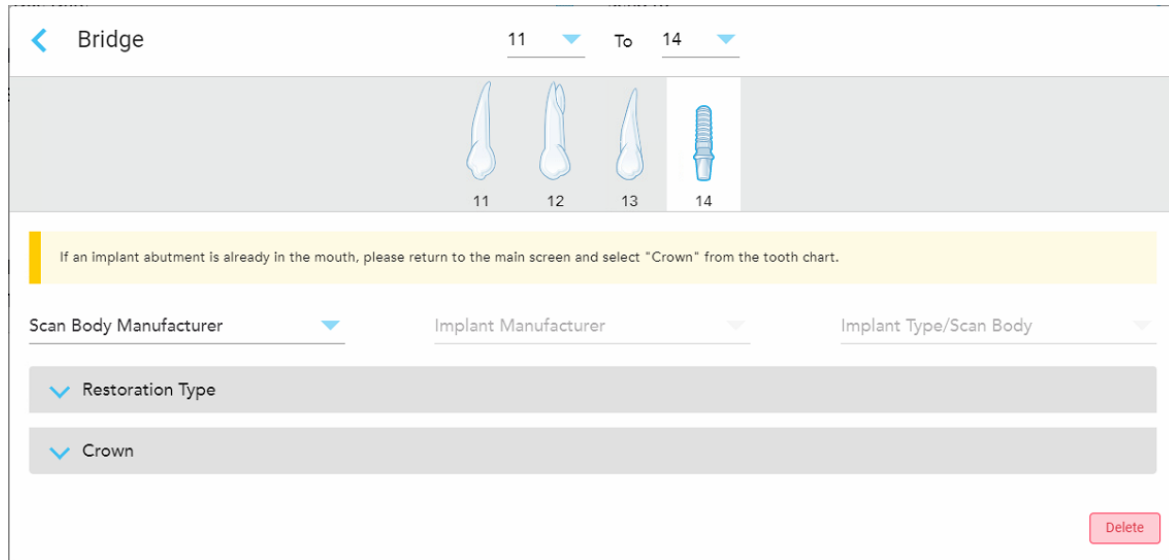 Bridge 11 To 14
11 12 13 14
If an implant abutment is already in the mouth, please return to the main screen and select "Crown" from the tooth chart.
Scan Body Manufacturer Implant Manufacturer Implant Type/Scan Body
Restoration Type
Crown
Delete